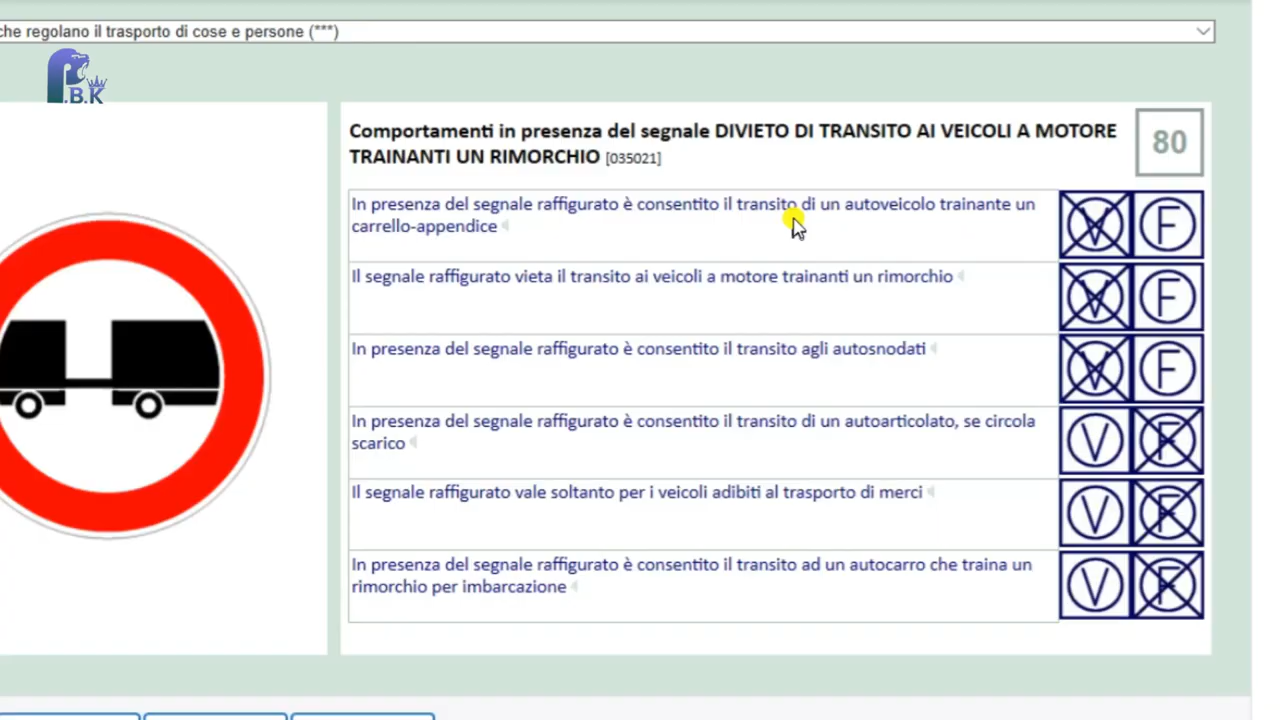 che regolano il trasporto di cose e persone (***)
P.B.K
Comportamenti in presenza del segnale DIVIETO DI TRANSITO AI VEICOLI A MOTORE
TRAINANTI UN RIMORCHIO [035021]
80
In presenza del segnale raffigurato è consentito il transito di un autoveicolo trainante un
carrello-appendice
V F
Il segnale raffigurato vieta il transito ai veicoli a motore trainanti un rimorchio
V F
In presenza del segnale raffigurato è consentito il transito agli autosnodati
V F
In presenza del segnale raffigurato è consentito il transito di un autoarticolato, se circola
scarico
V F
Il segnale raffigurato vale soltanto per i veicoli adibiti al trasporto di merci
V F
In presenza del segnale raffigurato è consentito il transito ad un autocarro che traina un
rimorchio per imbarcazione
V F